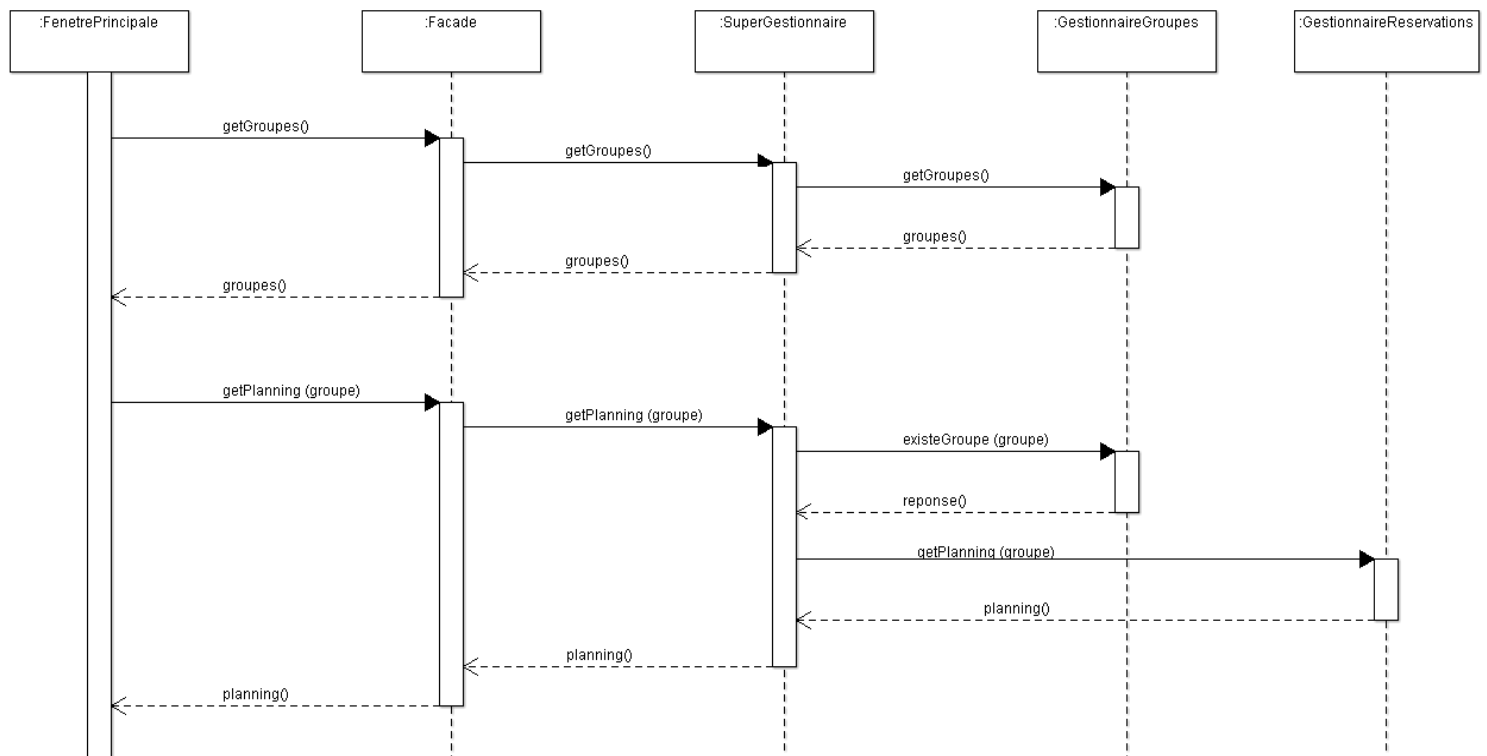 :FenetrePrincipale
:Facade
:SuperGestionnaire
:GestionnaireGroupes
:GestionnaireReservations
getGroupes()
getGroupes()
getGroupes()
groupes()
groupes()
groupes()
getPlanning (groupe)
getPlanning (groupe)
existeGroupe (groupe)
reponse()
getPlanning (groupe)
planning()
planning()
planning()